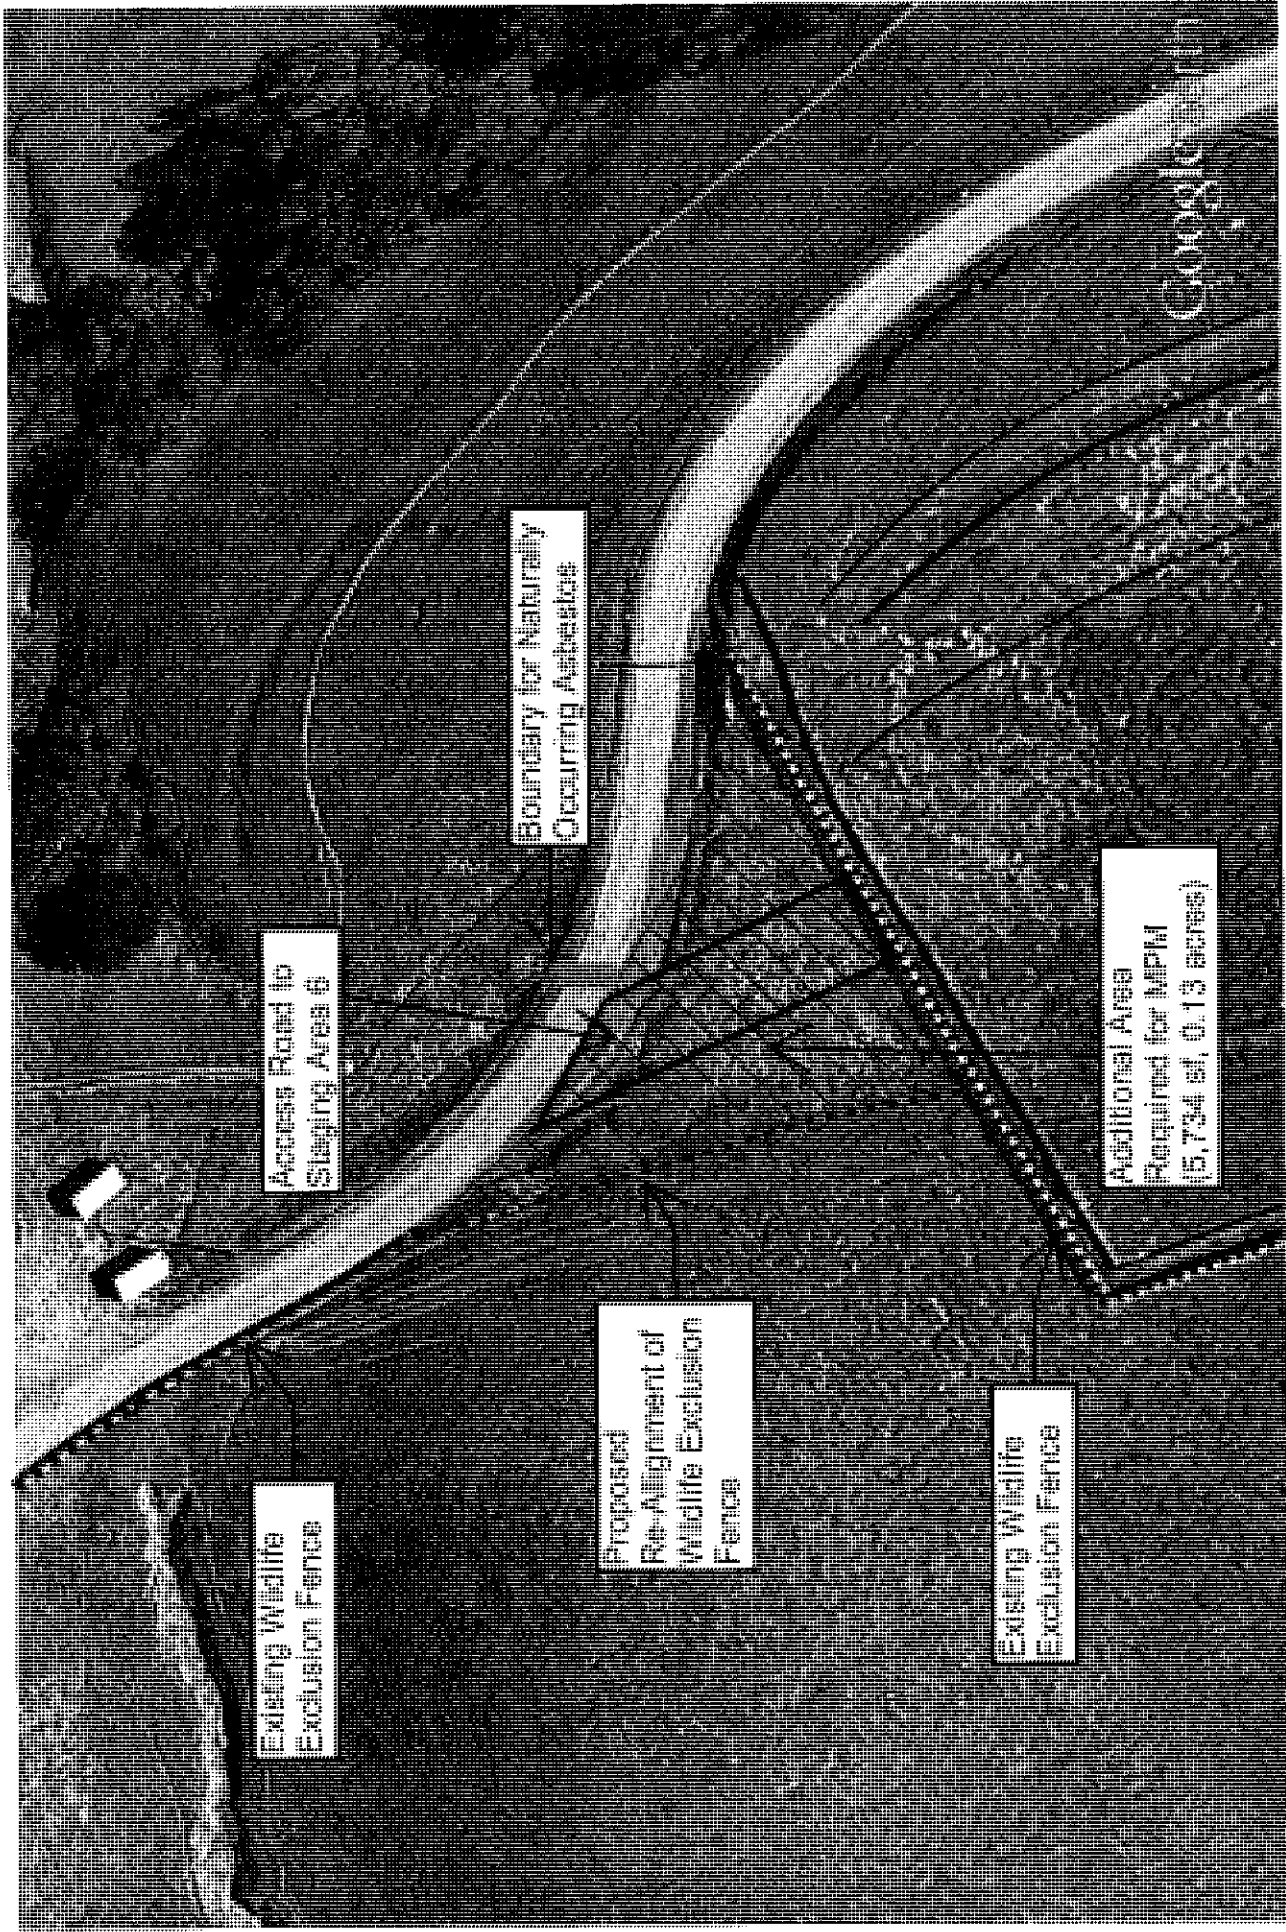 Existing Wildlife
Exclusion Fence
Access Road to
Staging Area 6
Boundary for Naturally
Occurring Asbestos
Proposed
Re-Alignment of
Wildlife Exclusion
Fence
Existing Wildlife
Exclusion Fence
Additional Area
Required for MPM
(5,734 sf, 0.13 acres)
Google